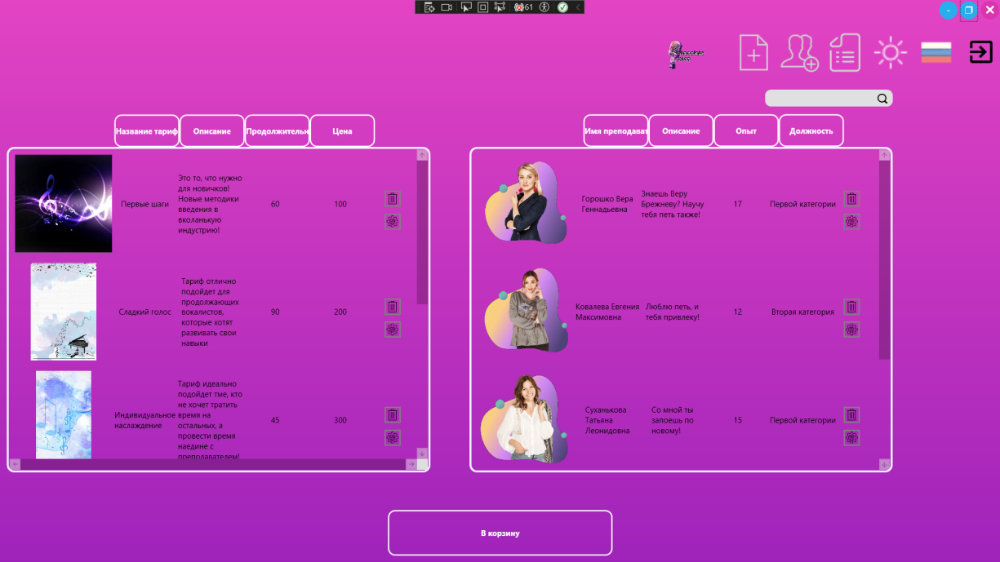 61
Название тариф
Описание
Продолжительн
Цена
Имя преподават
Описание
Опыт
Должность
Первые шаги
Это то, что нужно
для новичков!
Новые методики
введения в
вколанькую
индустрию!
60
100
Сладкий голос
Тариф отлично
подойдет для
продолжающих
вокалистов,
которые хотят
развивать свои
навыки
90
200
Индивидуальное
наслаждение
Тариф идеально
подойдет тме, кто
не хочет тратить
время на
остальных, а
провести время
наедине с
преподавателем!
45
300
Горошко Вера
Геннадьевна
Знаешь Веру
Брежневу? Научу
тебя петь также!
17
Первой категории
Ковалева Евгения
Максимовна
Люблю петь, и
тебя привлеку!
12
Вторая категория
Суханькова
Татьяна
Леонидовна
Со мной ты
запоешь по
новому!
15
Первой категории
В корзину